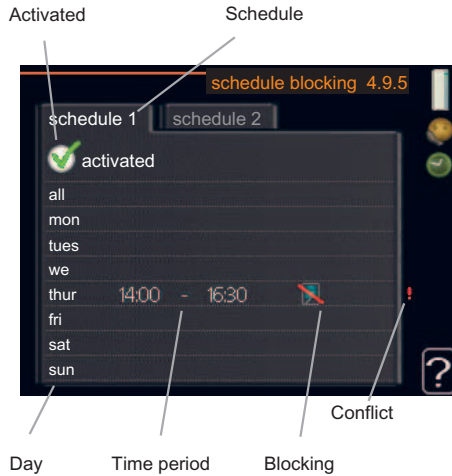 Activated Schedule
schedule blocking 4.9.5
schedule 1 schedule 2
activated
all
mon
tues
we
thur 14:00 - 16:30 !
fri
sat
sun
?
Conflict
Day Time period Blocking